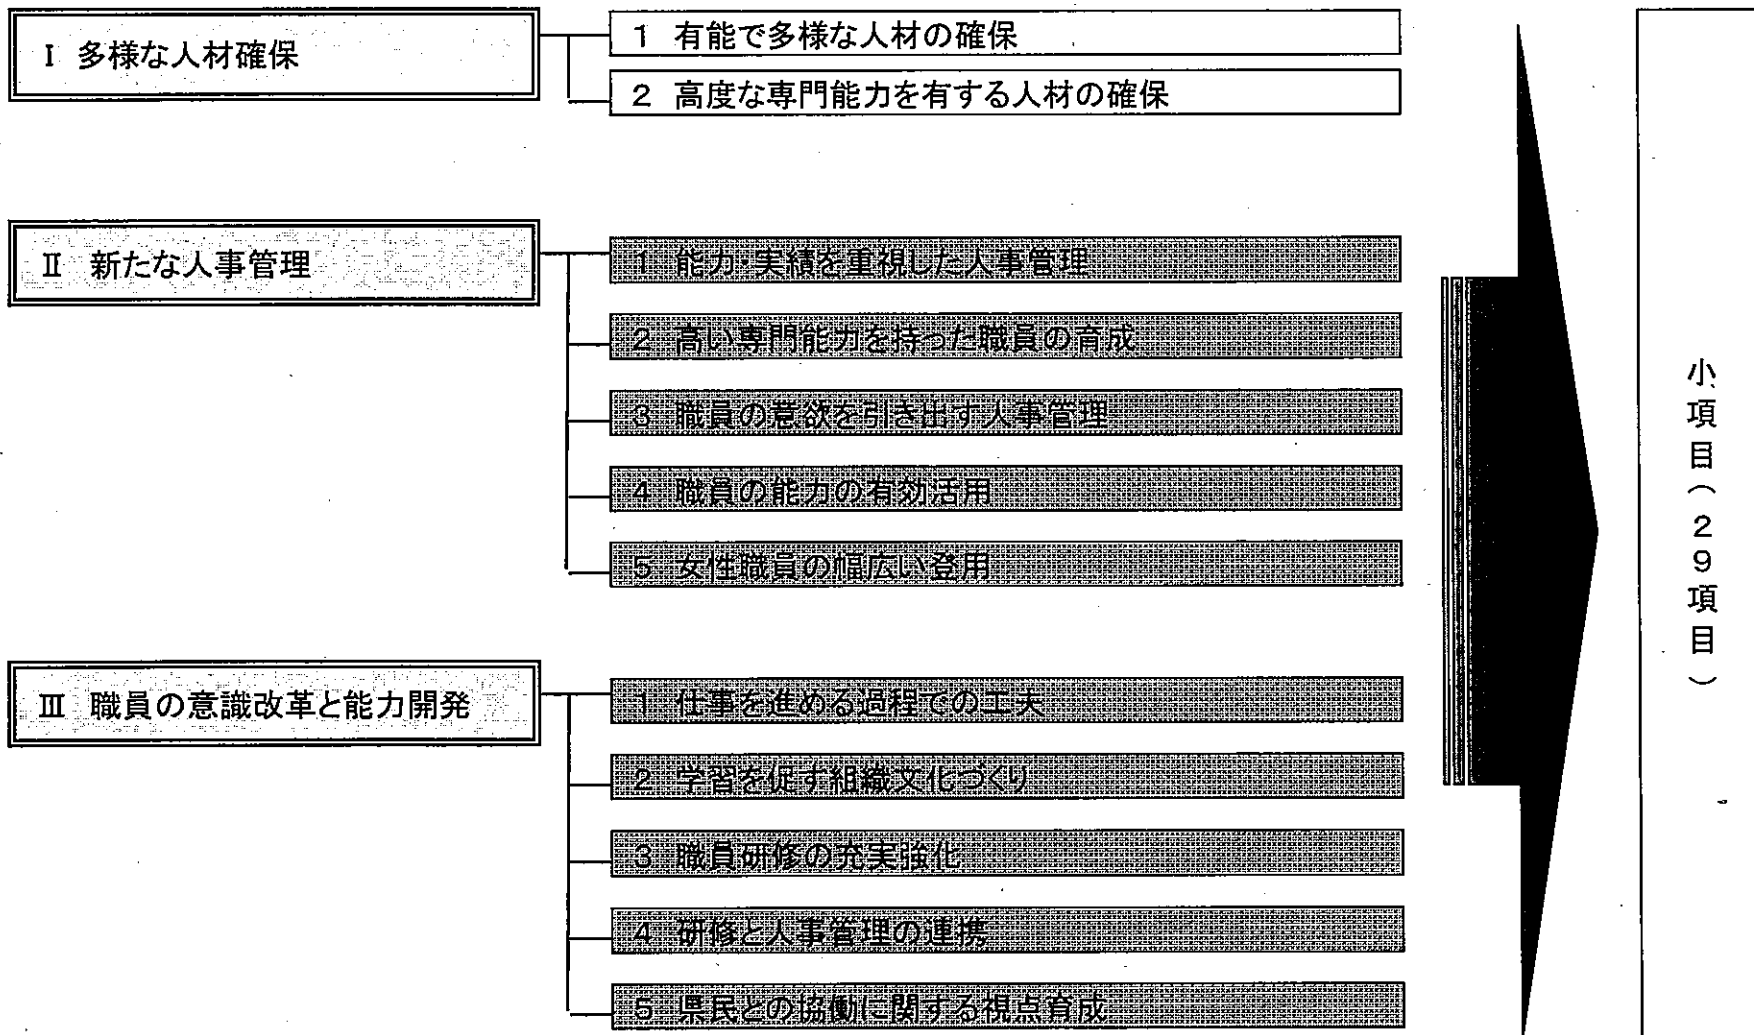 Ⅰ 多様な人材確保
1 有能で多様な人材の確保
2 高度な専門能力を有する人材の確保
Ⅱ 新たな人事管理
1 能力・実績を重視した人事管理
2 高い専門能力を持った職員の育成
3 職員の意欲を引き出す人事管理
4 職員の能力の有効活用
5 女性職員の幅広い登用
Ⅲ 職員の意識改革と能力開発
1 仕事を進める過程での工夫
2 学習を促す組織文化づくり
3 職員研修の充実強化
4 研修と人事管理の連携
5 県民との協働に関する視点育成
小項目（29項目）